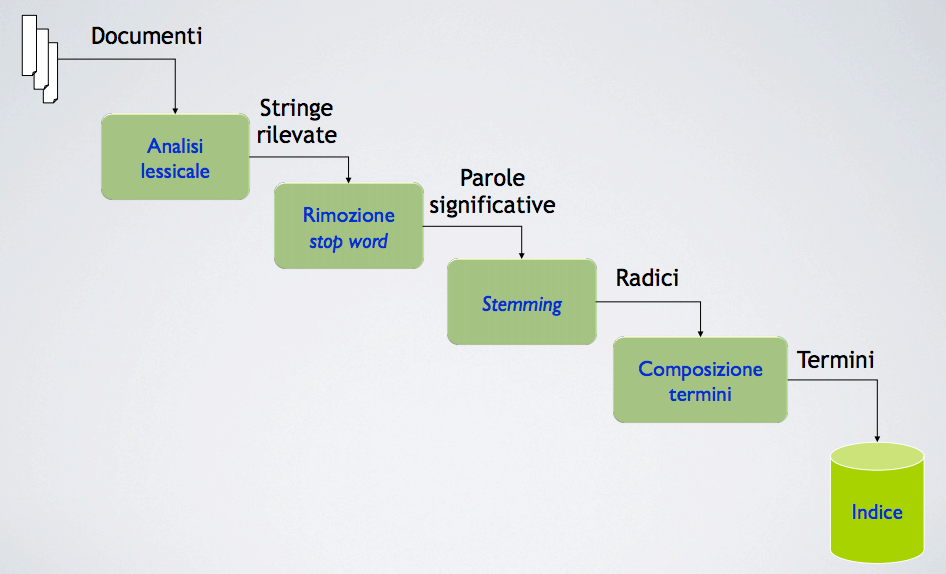 Documenti
Analisi
lessicale
Stringe
rilevate
Rimozione
stop word
Parole
significative
Stemming
Radici
Composizione
termini
Termini
Indice